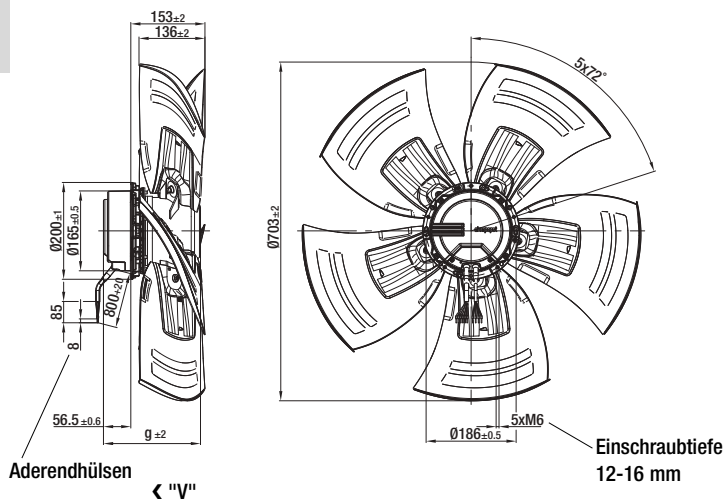 153±2
136±2
5x72°
Ø703±2
Ø200±1
Ø165±0.5
800+20
85
8
56.5 ±0.6
g ±2
5xM6
Ø186±0.5
Einschraubtiefe
12-16 mm
Aderendhülsen
< "V"